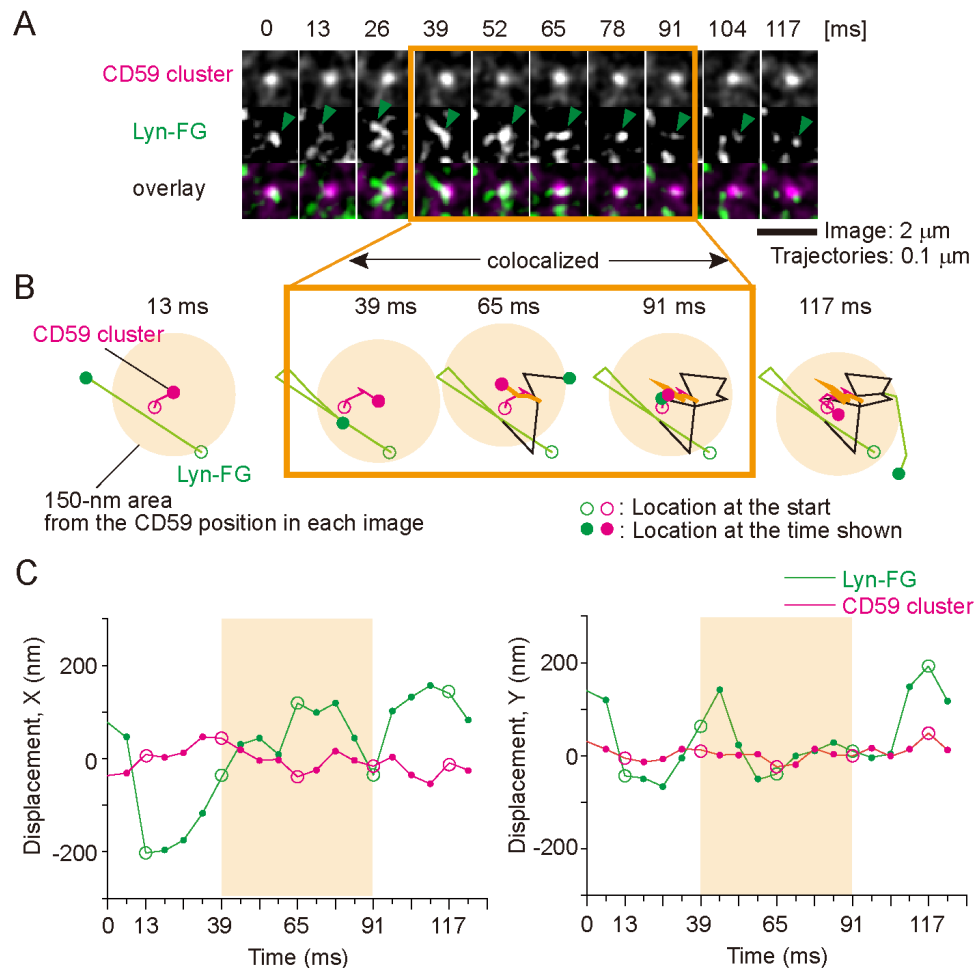 A
0 13 26 39 52 65 78 91 104 117 [ms]
CD59 cluster
Lyn-FG
overlay
Image: 2 μm
Trajectories: 0.1 μm
colocalized
B
13 ms 39 ms 65 ms 91 ms 117 ms
CD59 cluster
Lyn-FG
150-nm area
from the CD59 position in each image
: Location at the start
: Location at the time shown
C
Lyn-FG
CD59 cluster
Displacement, X (nm)
200
0
-200
13 39 65 91 117
Time (ms)
Displacement, Y (nm)
200
0
-200
13 39 65 91 117
Time (ms)